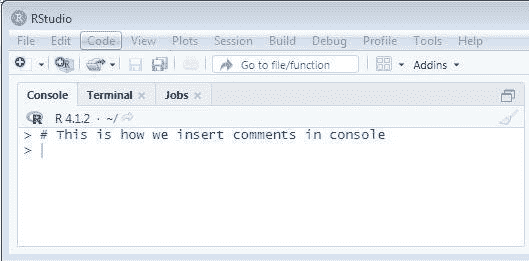 RStudio
File Edit Code View Plots Session Build Debug Profile Tools Help
Go to file/function Addins
Console Terminal Jobs
R 4.1.2 · ~/
> # This is how we insert comments in console
>